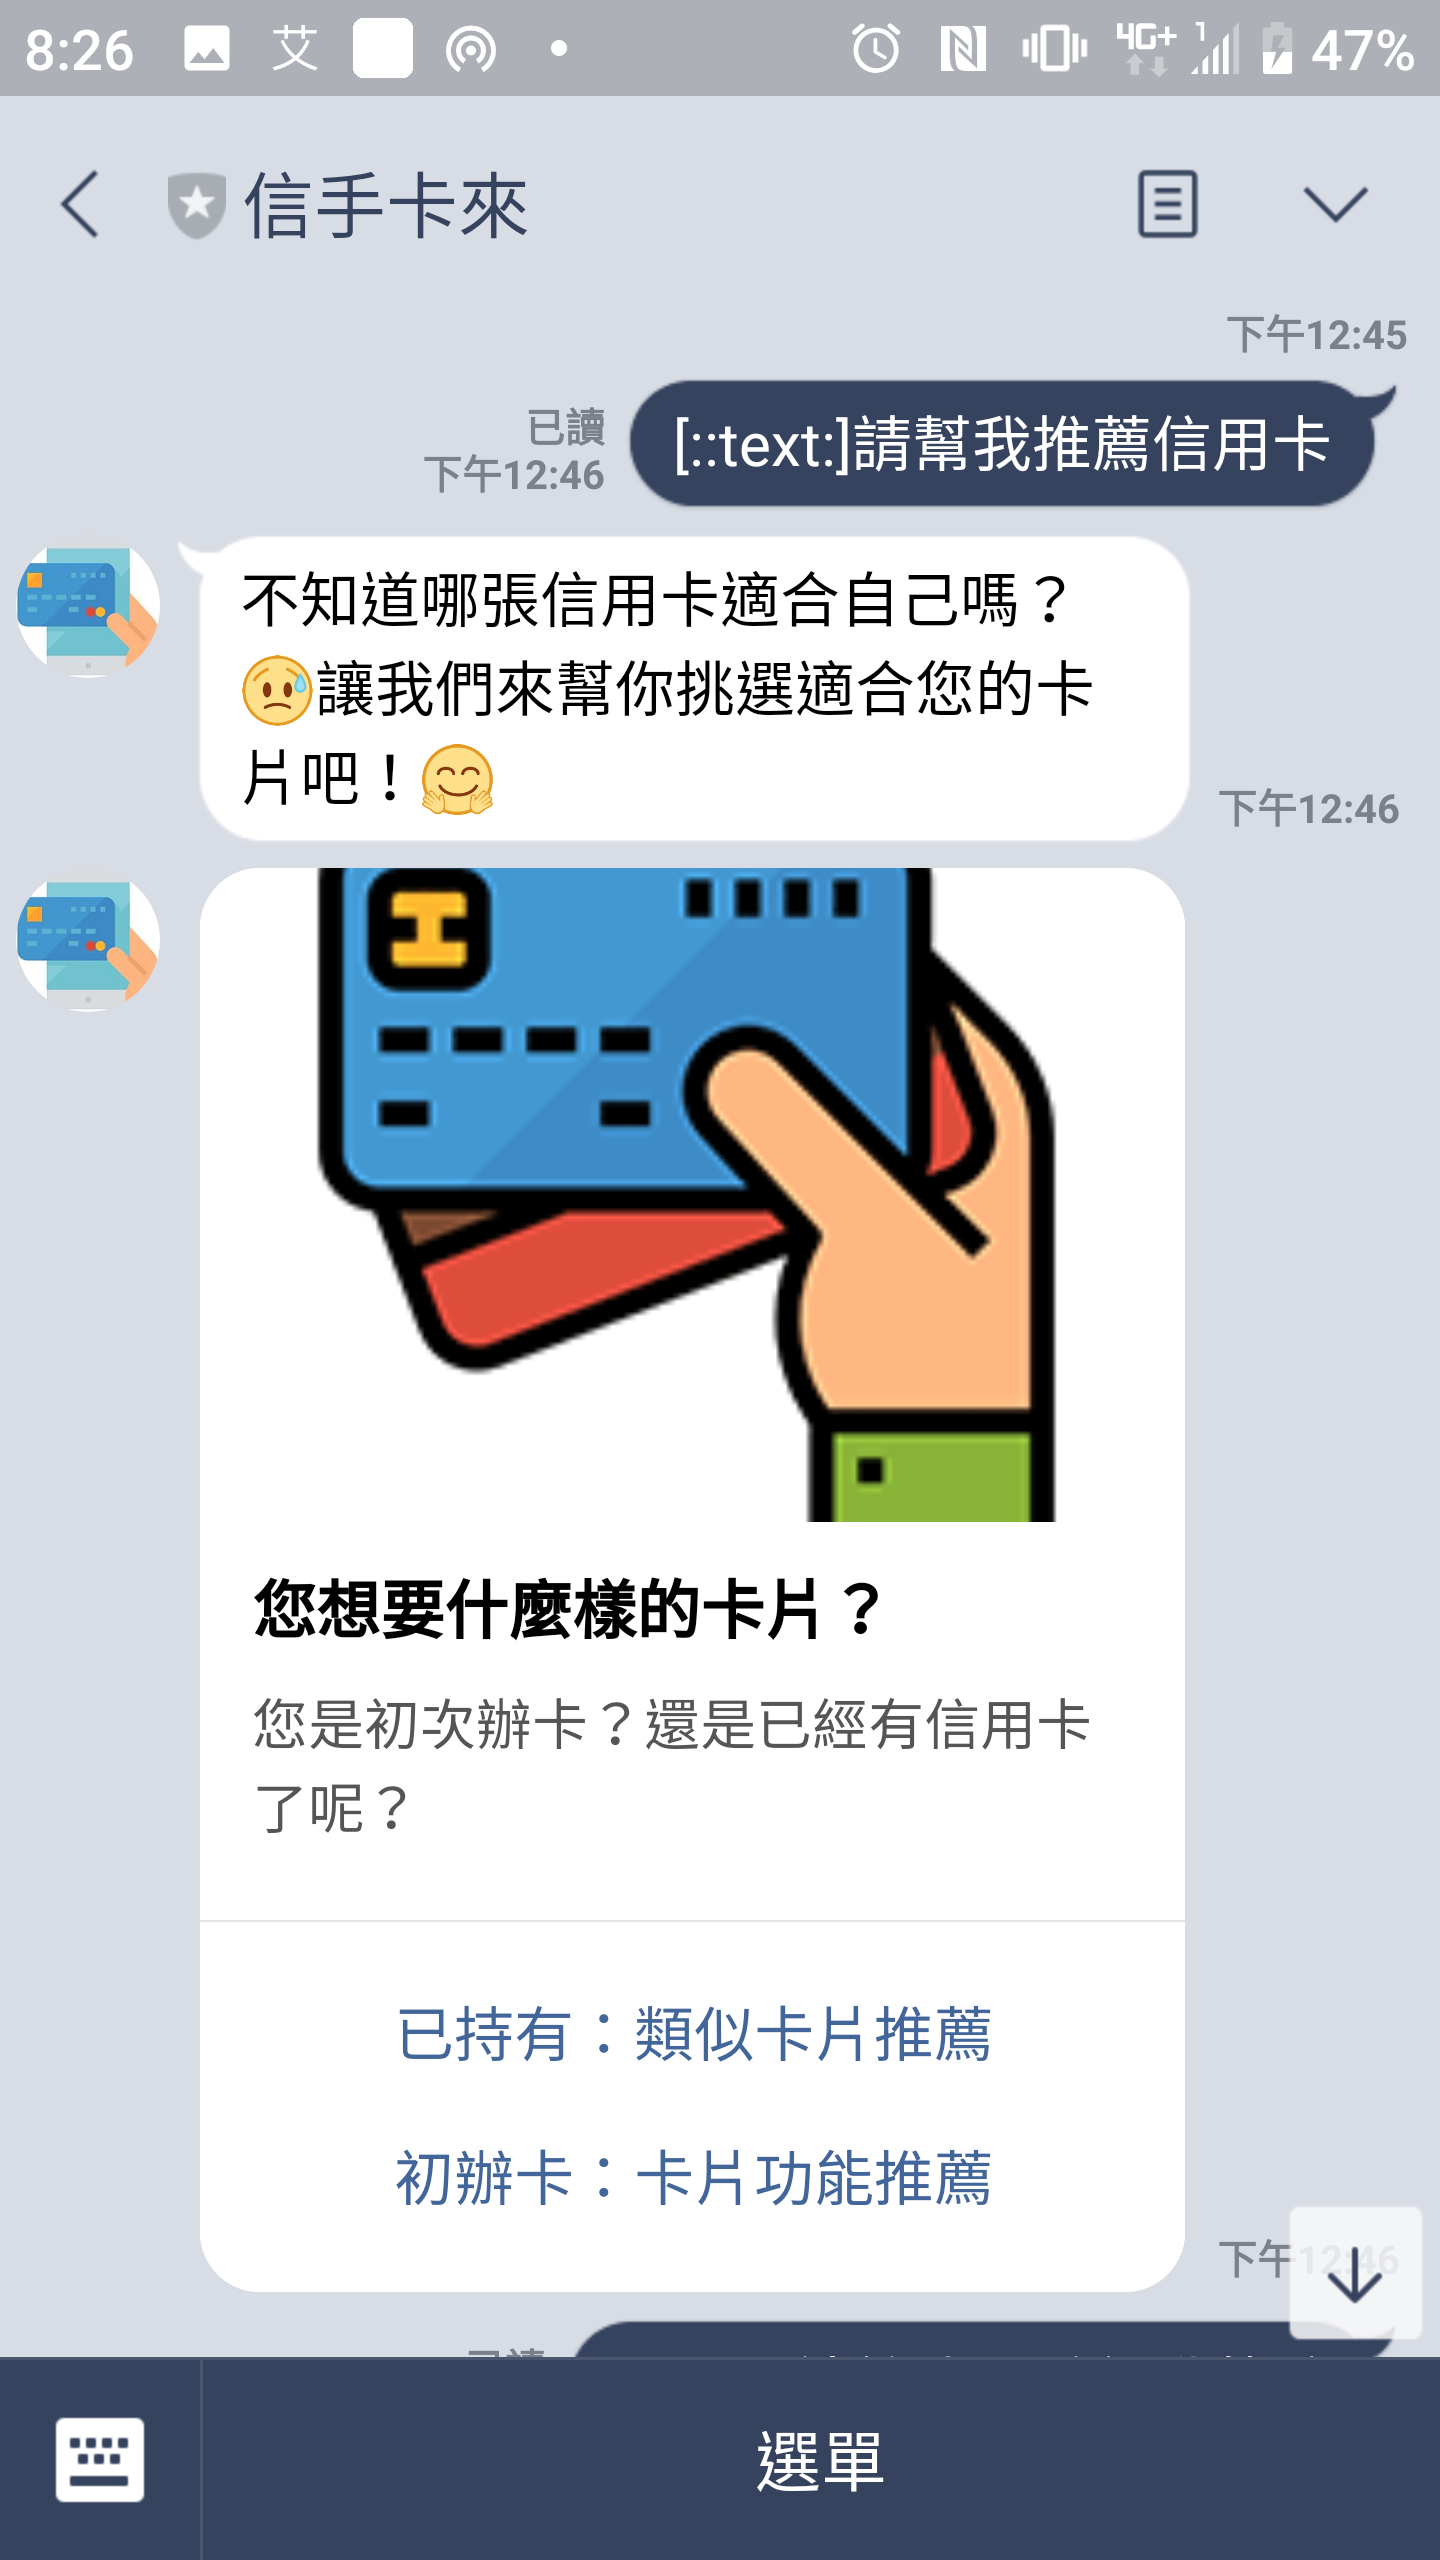 8:26 艾 4G+ 1 47%
信手卡來
下午12:45
已讀
下午12:46
[::text:]請幫我推薦信用卡
不知道哪張信用卡適合自己嗎？
讓我們來幫你挑選適合您的卡
片吧！
下午12:46
您想要什麼樣的卡片？
您是初次辦卡？還是已經有信用卡
了呢？
已持有：類似卡片推薦
初辦卡：卡片功能推薦
下午12:46
選單